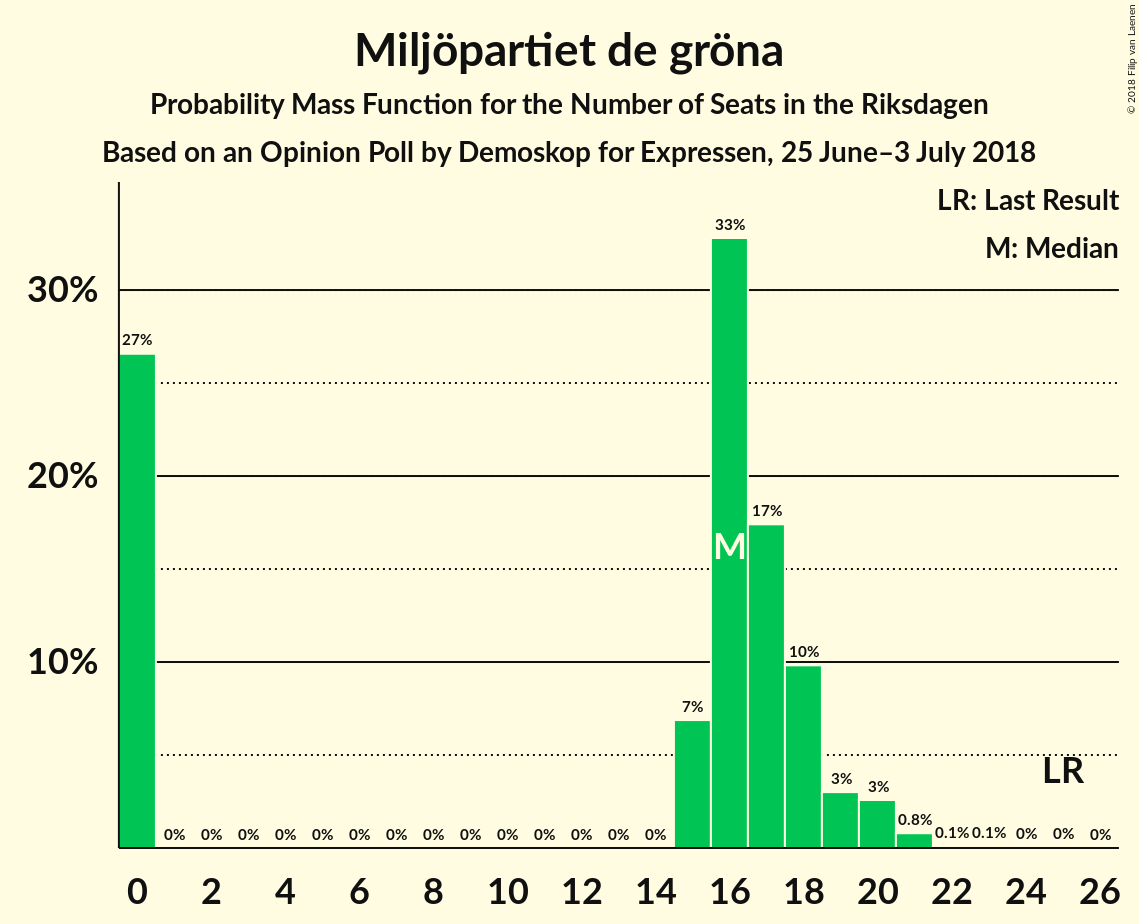 Miljöpartiet de gröna
Probability Mass Function for the Number of Seats in the Riksdagen
Based on an Opinion Poll by Demoskop for Expressen, 25 June–3 July 2018
© 2018 Filip van Laenen
LR: Last Result
M: Median
33%
30%
27%
20%
17%
M
10%
10%
7%
LR
3%
3%
0.8%
0% 0% 0% 0% 0% 0% 0% 0% 0% 0% 0% 0% 0% 0% 0.1% 0.1% 0% 0% 0%
0 2 4 6 8 10 12 14 16 18 20 22 24 26